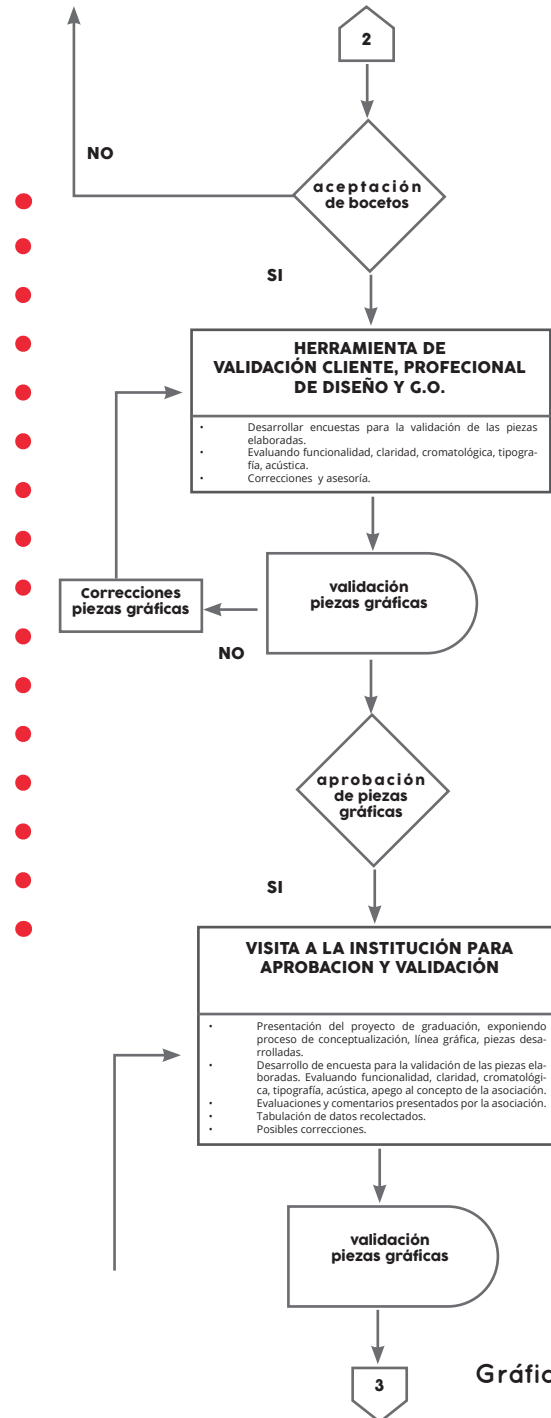 2
NO
aceptación
de bocetos
SI
HERRAMIENTA DE
VALIDACIÓN CLIENTE, PROFECIONAL
DE DISEÑO Y G.O.
• Desarrollar encuestas para la validación de las piezas
elaboradas.
• Evaluando funcionalidad, claridad, cromatológica, tipogra-
fía, acústica.
• Correcciones y asesoría.
validación
piezas gráficas
Correcciones
piezas gráficas
NO
aprobación
de piezas
gráficas
SI
VISITA A LA INSTITUCIÓN PARA
APROBACION Y VALIDACIÓN
• Presentación del proyecto de graduación, exponiendo
proceso de conceptualización, línea gráfica, piezas desa-
rrolladas.
• Desarrollo de encuesta para la validación de las piezas ela-
boradas. Evaluando funcionalidad, claridad, cromatológi-
ca, tipografía, acústica, apego al concepto de la asociación.
• Evaluaciones y comentarios presentados por la asociación.
• Tabulación de datos recolectados.
• Posibles correcciones.
validación
piezas gráficas
3
Gráfic